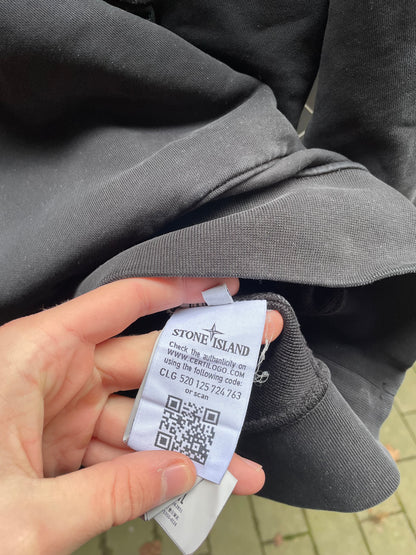 STONE ISLAND
Check the authenticity on
WWW.CERTILOGO.COM
using the following code:
CLG 520 125 724 763
or scan